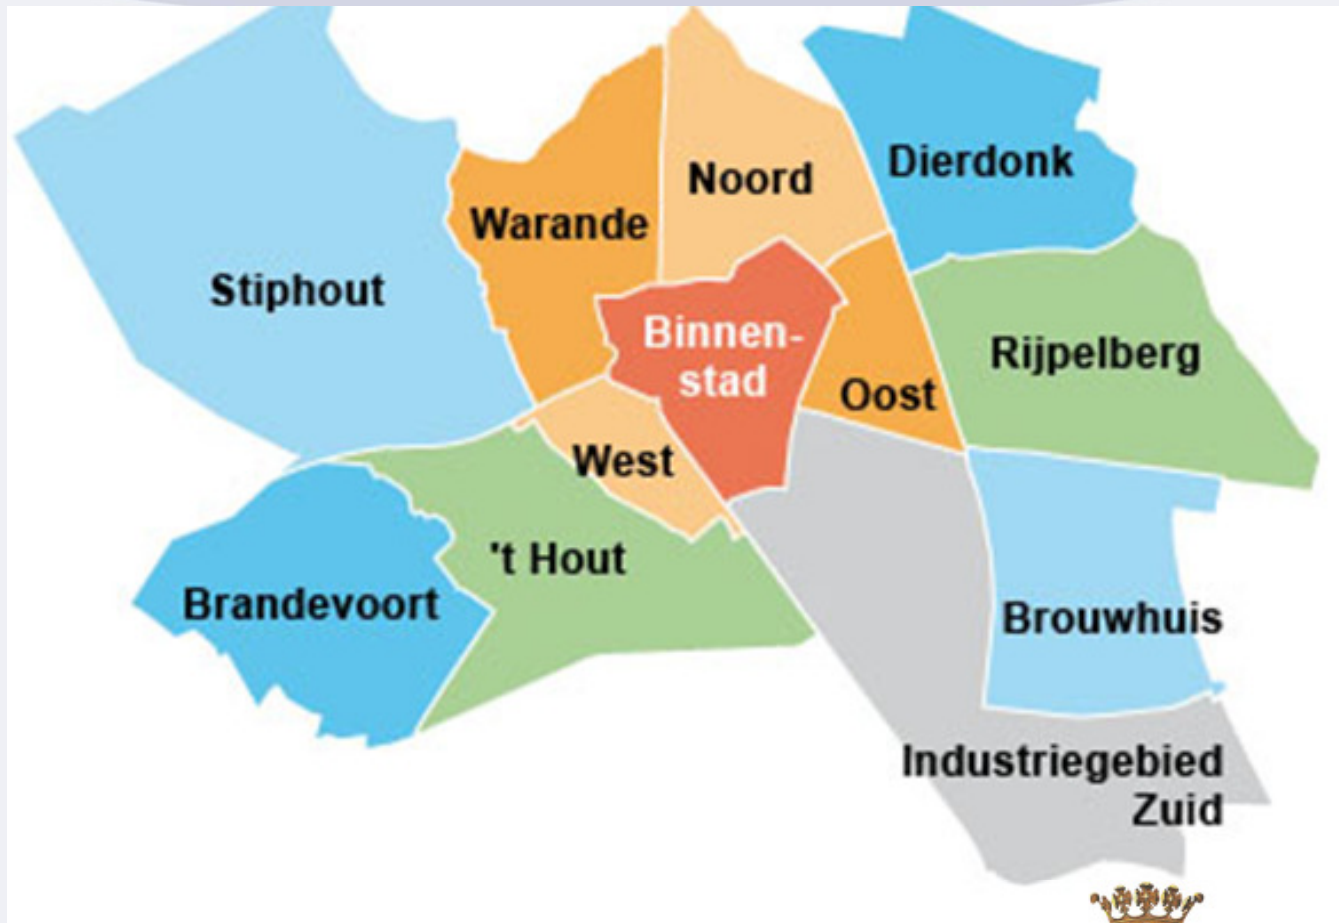 Dierdonk
Noord
Warande
Stiphout
Binnen-
stad
Rijpelberg
Oost
West
't Hout
Brandevoort
Brouwhuis
Industriegebied
Zuid